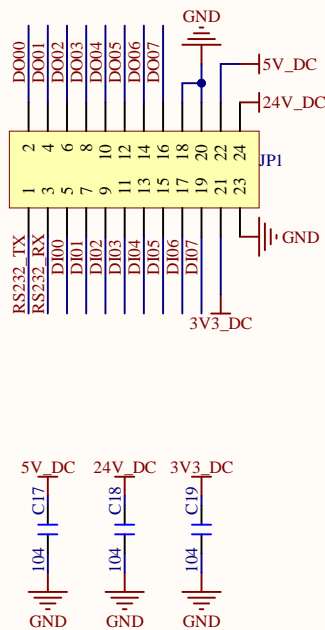 GND
DO00
DO01
DO02
DO03
DO04
DO05
DO06
DO07
5V_DC
24V_DC
2 4 6 8 10 12 14 16 18 20 22 24
JP1
1 3 5 7 9 11 13 15 17 19 21 23
RS232_TX
RS232_RX
DI00
DI01
DI02
DI03
DI04
DI05
DI06
DI07
GND
3V3_DC
5V_DC 24V_DC 3V3_DC
C17 C18 C19
104 104 104
GND GND GND